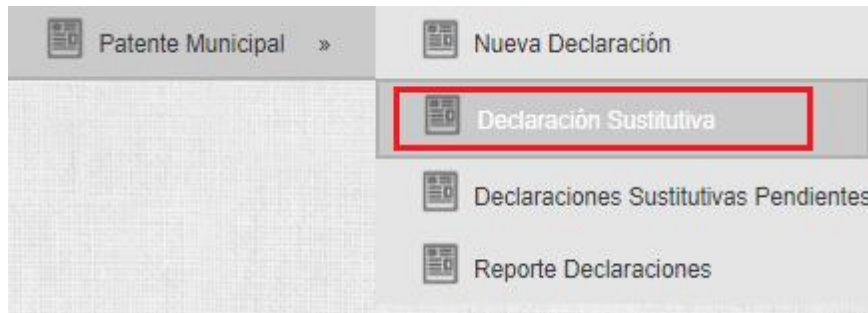 Patente Municipal »
Nueva Declaración
Declaración Sustitutiva
Declaraciones Sustitutivas Pendientes
Reporte Declaraciones